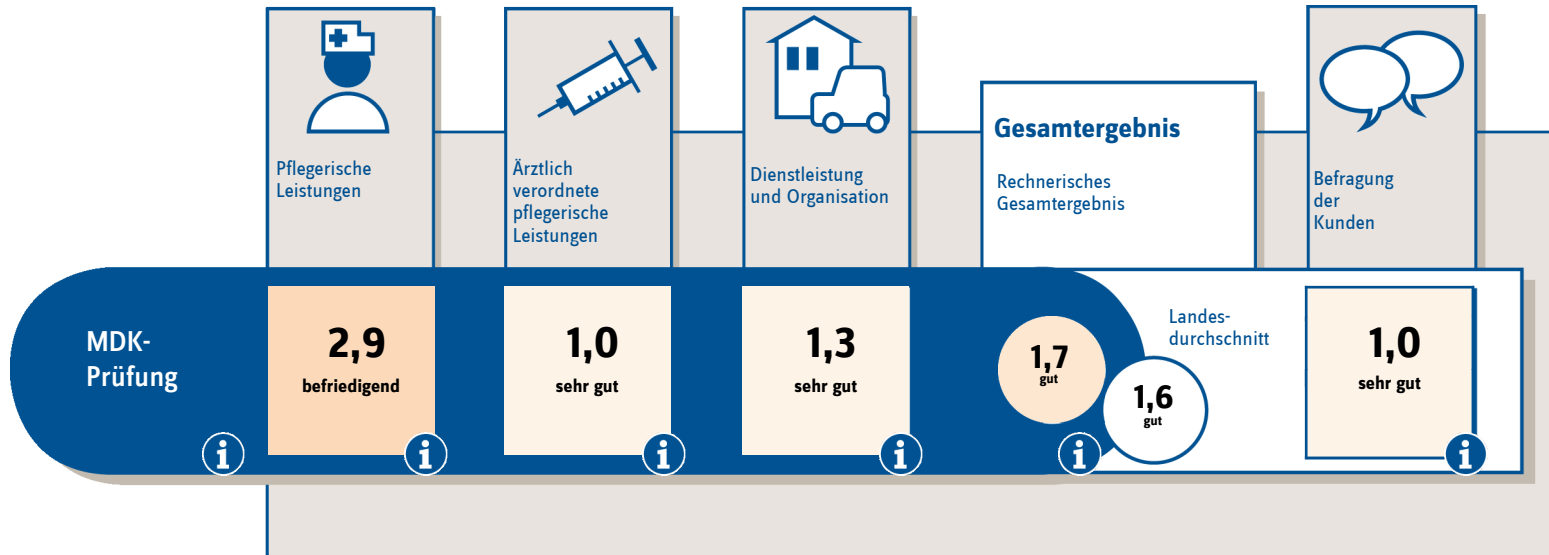 Pflegerische
Leistungen
Ärztlich
verordnete
pflegerische
Leistungen
Dienstleistung
und Organisation
Gesamtergebnis
Rechnerisches
Gesamtergebnis
Befragung
der
Kunden
MDK-
Prüfung
2,9
befriedigend
1,0
sehr gut
1,3
sehr gut
1,7
gut
Landes-
durchschnitt
1,6
gut
1,0
sehr gut
i
i
i
i
i
i